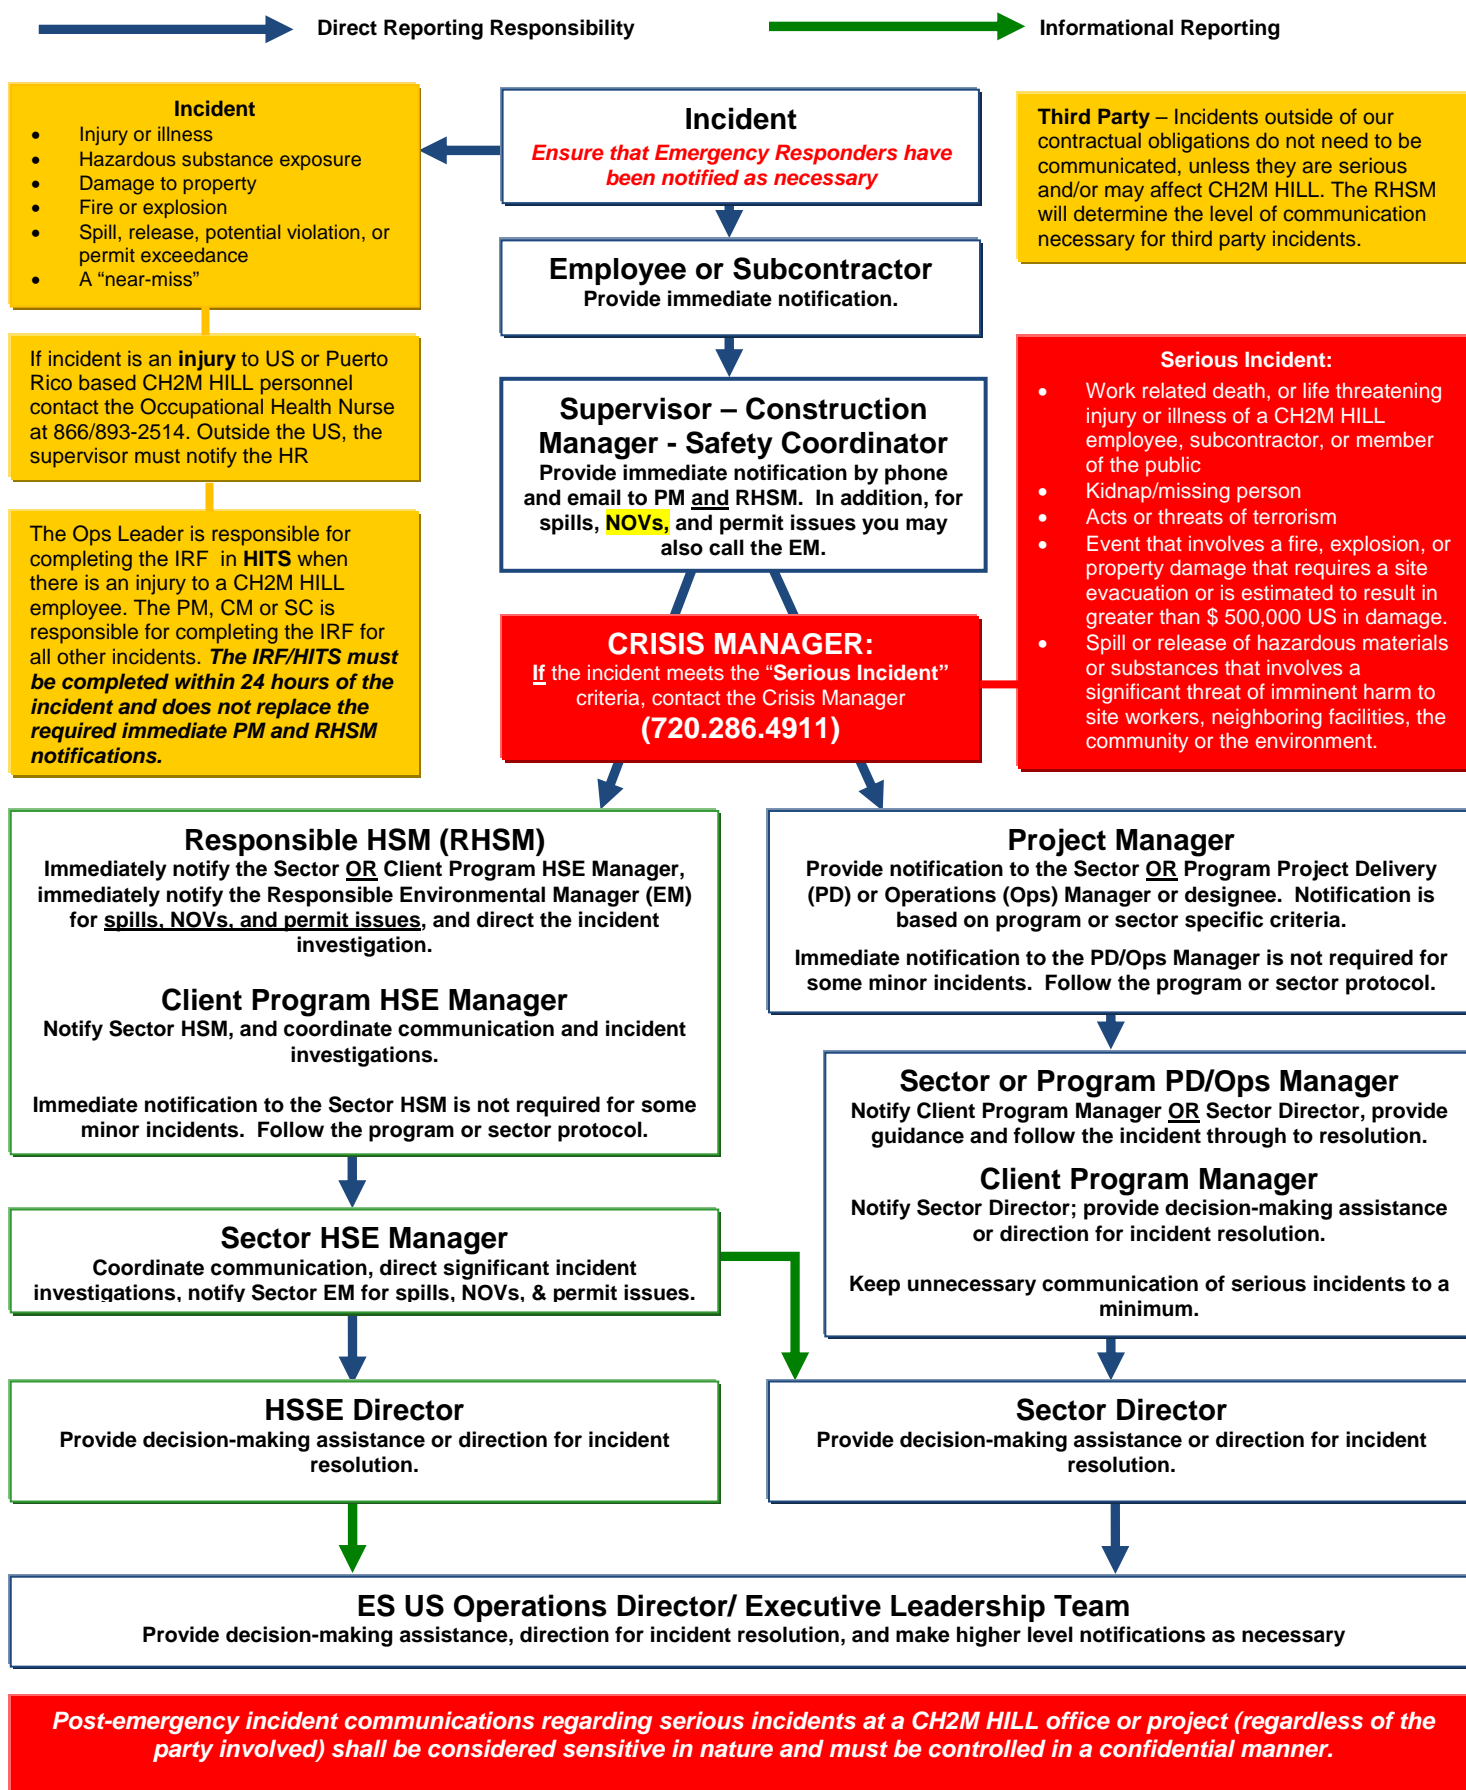 Direct Reporting Responsibility
Informational Reporting
Incident
• Injury or illness
• Hazardous substance exposure
• Damage to property
• Fire or explosion
• Spill, release, potential violation, or
permit exceedance
• A “near-miss”
Incident
Ensure that Emergency Responders have
been notified as necessary
Third Party – Incidents outside of our
contractual obligations do not need to be
communicated, unless they are serious
and/or may affect CH2M HILL. The RHSM
will determine the level of communication
necessary for third party incidents.
Employee or Subcontractor
Provide immediate notification.
If incident is an injury to US or Puerto
Rico based CH2M HILL personnel
contact the Occupational Health Nurse
at 866/893-2514. Outside the US, the
supervisor must notify the HR
Supervisor – Construction
Manager - Safety Coordinator
Provide immediate notification by phone
and email to PM and RHSM. In addition, for
spills, NOVs, and permit issues you may
also call the EM.
Serious Incident:
• Work related death, or life threatening
injury or illness of a CH2M HILL
employee, subcontractor, or member
of the public
• Kidnap/missing person
• Acts or threats of terrorism
• Event that involves a fire, explosion, or
property damage that requires a site
evacuation or is estimated to result in
greater than $ 500,000 US in damage.
• Spill or release of hazardous materials
or substances that involves a
significant threat of imminent harm to
site workers, neighboring facilities, the
community or the environment.
The Ops Leader is responsible for
completing the IRF in HITS when
there is an injury to a CH2M HILL
employee. The PM, CM or SC is
responsible for completing the IRF for
all other incidents. The IRF/HITS must
be completed within 24 hours of the
incident and does not replace the
required immediate PM and RHSM
notifications.
CRISIS MANAGER:
If the incident meets the “Serious Incident”
criteria, contact the Crisis Manager
(720.286.4911)
Responsible HSM (RHSM)
Immediately notify the Sector OR Client Program HSE Manager,
immediately notify the Responsible Environmental Manager (EM)
for spills, NOVs, and permit issues, and direct the incident
investigation.
Client Program HSE Manager
Notify Sector HSM, and coordinate communication and incident
investigations.
Immediate notification to the Sector HSM is not required for some
minor incidents. Follow the program or sector protocol.
Project Manager
Provide notification to the Sector OR Program Project Delivery
(PD) or Operations (Ops) Manager or designee. Notification is
based on program or sector specific criteria.
Immediate notification to the PD/Ops Manager is not required for
some minor incidents. Follow the program or sector protocol.
Sector or Program PD/Ops Manager
Notify Client Program Manager OR Sector Director, provide
guidance and follow the incident through to resolution.
Client Program Manager
Notify Sector Director; provide decision-making assistance
or direction for incident resolution.
Keep unnecessary communication of serious incidents to a
minimum.
Sector HSE Manager
Coordinate communication, direct significant incident
investigations, notify Sector EM for spills, NOVs, & permit issues.
HSSE Director
Provide decision-making assistance or direction for incident
resolution.
Sector Director
Provide decision-making assistance or direction for incident
resolution.
ES US Operations Director/ Executive Leadership Team
Provide decision-making assistance, direction for incident resolution, and make higher level notifications as necessary
Post-emergency incident communications regarding serious incidents at a CH2M HILL office or project (regardless of the
party involved) shall be considered sensitive in nature and must be controlled in a confidential manner.